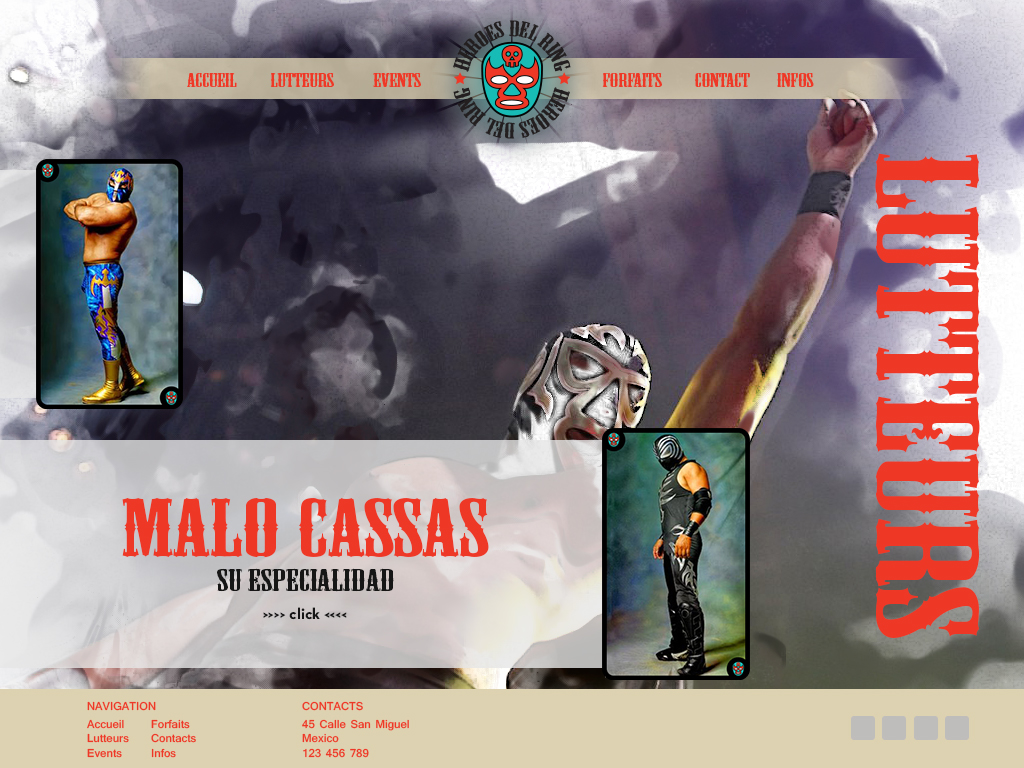 HEROES DEL RING
HEROES DEL RING
ACCUEIL LUTTEURS EVENTS FORFAITS CONTACT INFOS
LUTTEURS
MALO CASSAS
SU ESPECIALIDAD
>>>> click <<<<
NAVIGATION
Accueil Forfaits
Lutteurs Contacts
Events Infos
CONTACTS
45 Calle San Miguel
Mexico
123 456 789